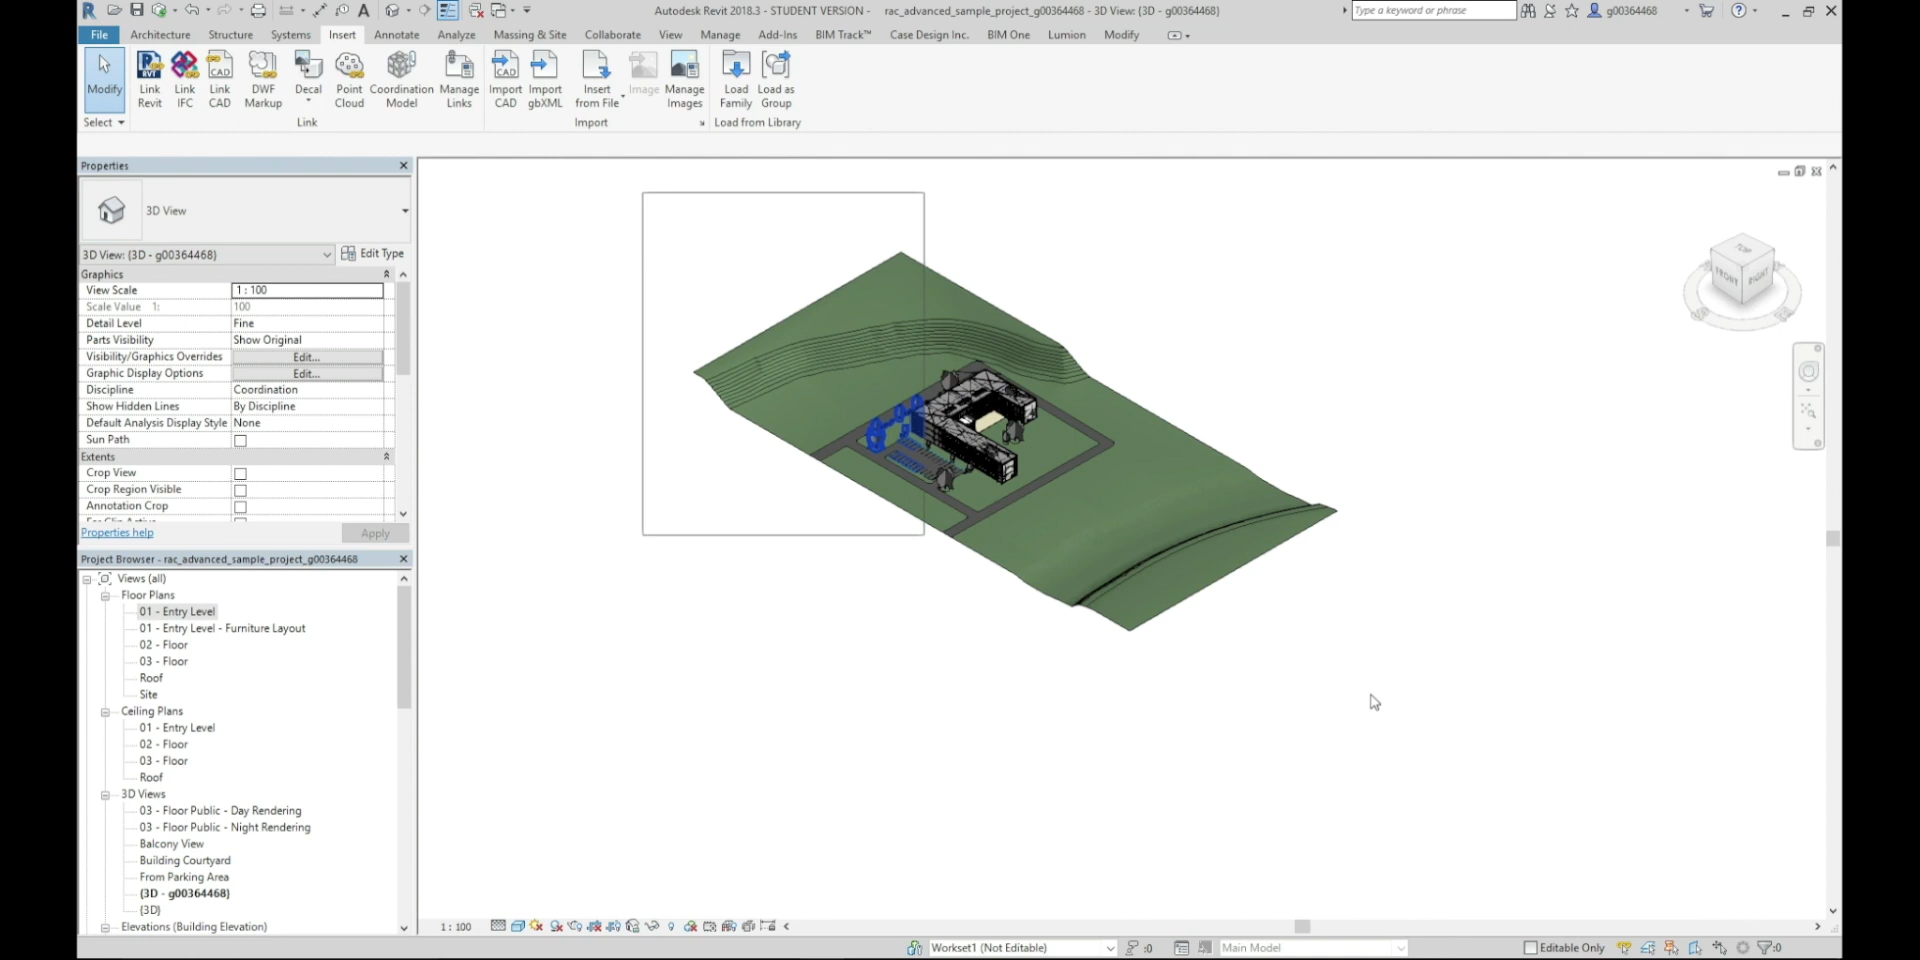 Autodesk Revit 2018.3 - STUDENT VERSION - rac_advanced_sample_project_g00364468 - 3D View: {3D - g00364468}
Type a keyword or phrase
g00364468
File Architecture Structure Systems Insert Annotate Analyze Massing & Site Collaborate View Manage Add-Ins BIM Track™ Case Design Inc. BIM One Lumion Modify
Modify
Link Revit
Link IFC
Link CAD
DWF Markup
Decal
Point Cloud
Coordination Model
Manage Links
Import CAD
Import gbXML
Insert from File
Image
Manage Images
Load Family
Load as Group
Select
Link
Import
Load from Library
Properties
3D View
3D View: {3D - g00364468}
Edit Type
Graphics
View Scale 1 : 100
Scale Value 1: 100
Detail Level Fine
Parts Visibility Show Original
Visibility/Graphics Overrides Edit...
Graphic Display Options Edit...
Discipline Coordination
Show Hidden Lines By Discipline
Default Analysis Display Style None
Sun Path
Extents
Crop View
Crop Region Visible
Annotation Crop
Properties help
Apply
Project Browser - rac_advanced_sample_project_g00364468
Views (all)
Floor Plans
01 - Entry Level
01 - Entry Level - Furniture Layout
02 - Floor
03 - Floor
Roof
Site
Ceiling Plans
01 - Entry Level
02 - Floor
03 - Floor
Roof
3D Views
03 - Floor Public - Day Rendering
03 - Floor Public - Night Rendering
Balcony View
Building Courtyard
From Parking Area
{3D - g00364468}
{3D}
Elevations (Building Elevation)
TOP
FRONT
RIGHT
1 : 100
Workset1 (Not Editable)
:0
Main Model
Editable Only
:0